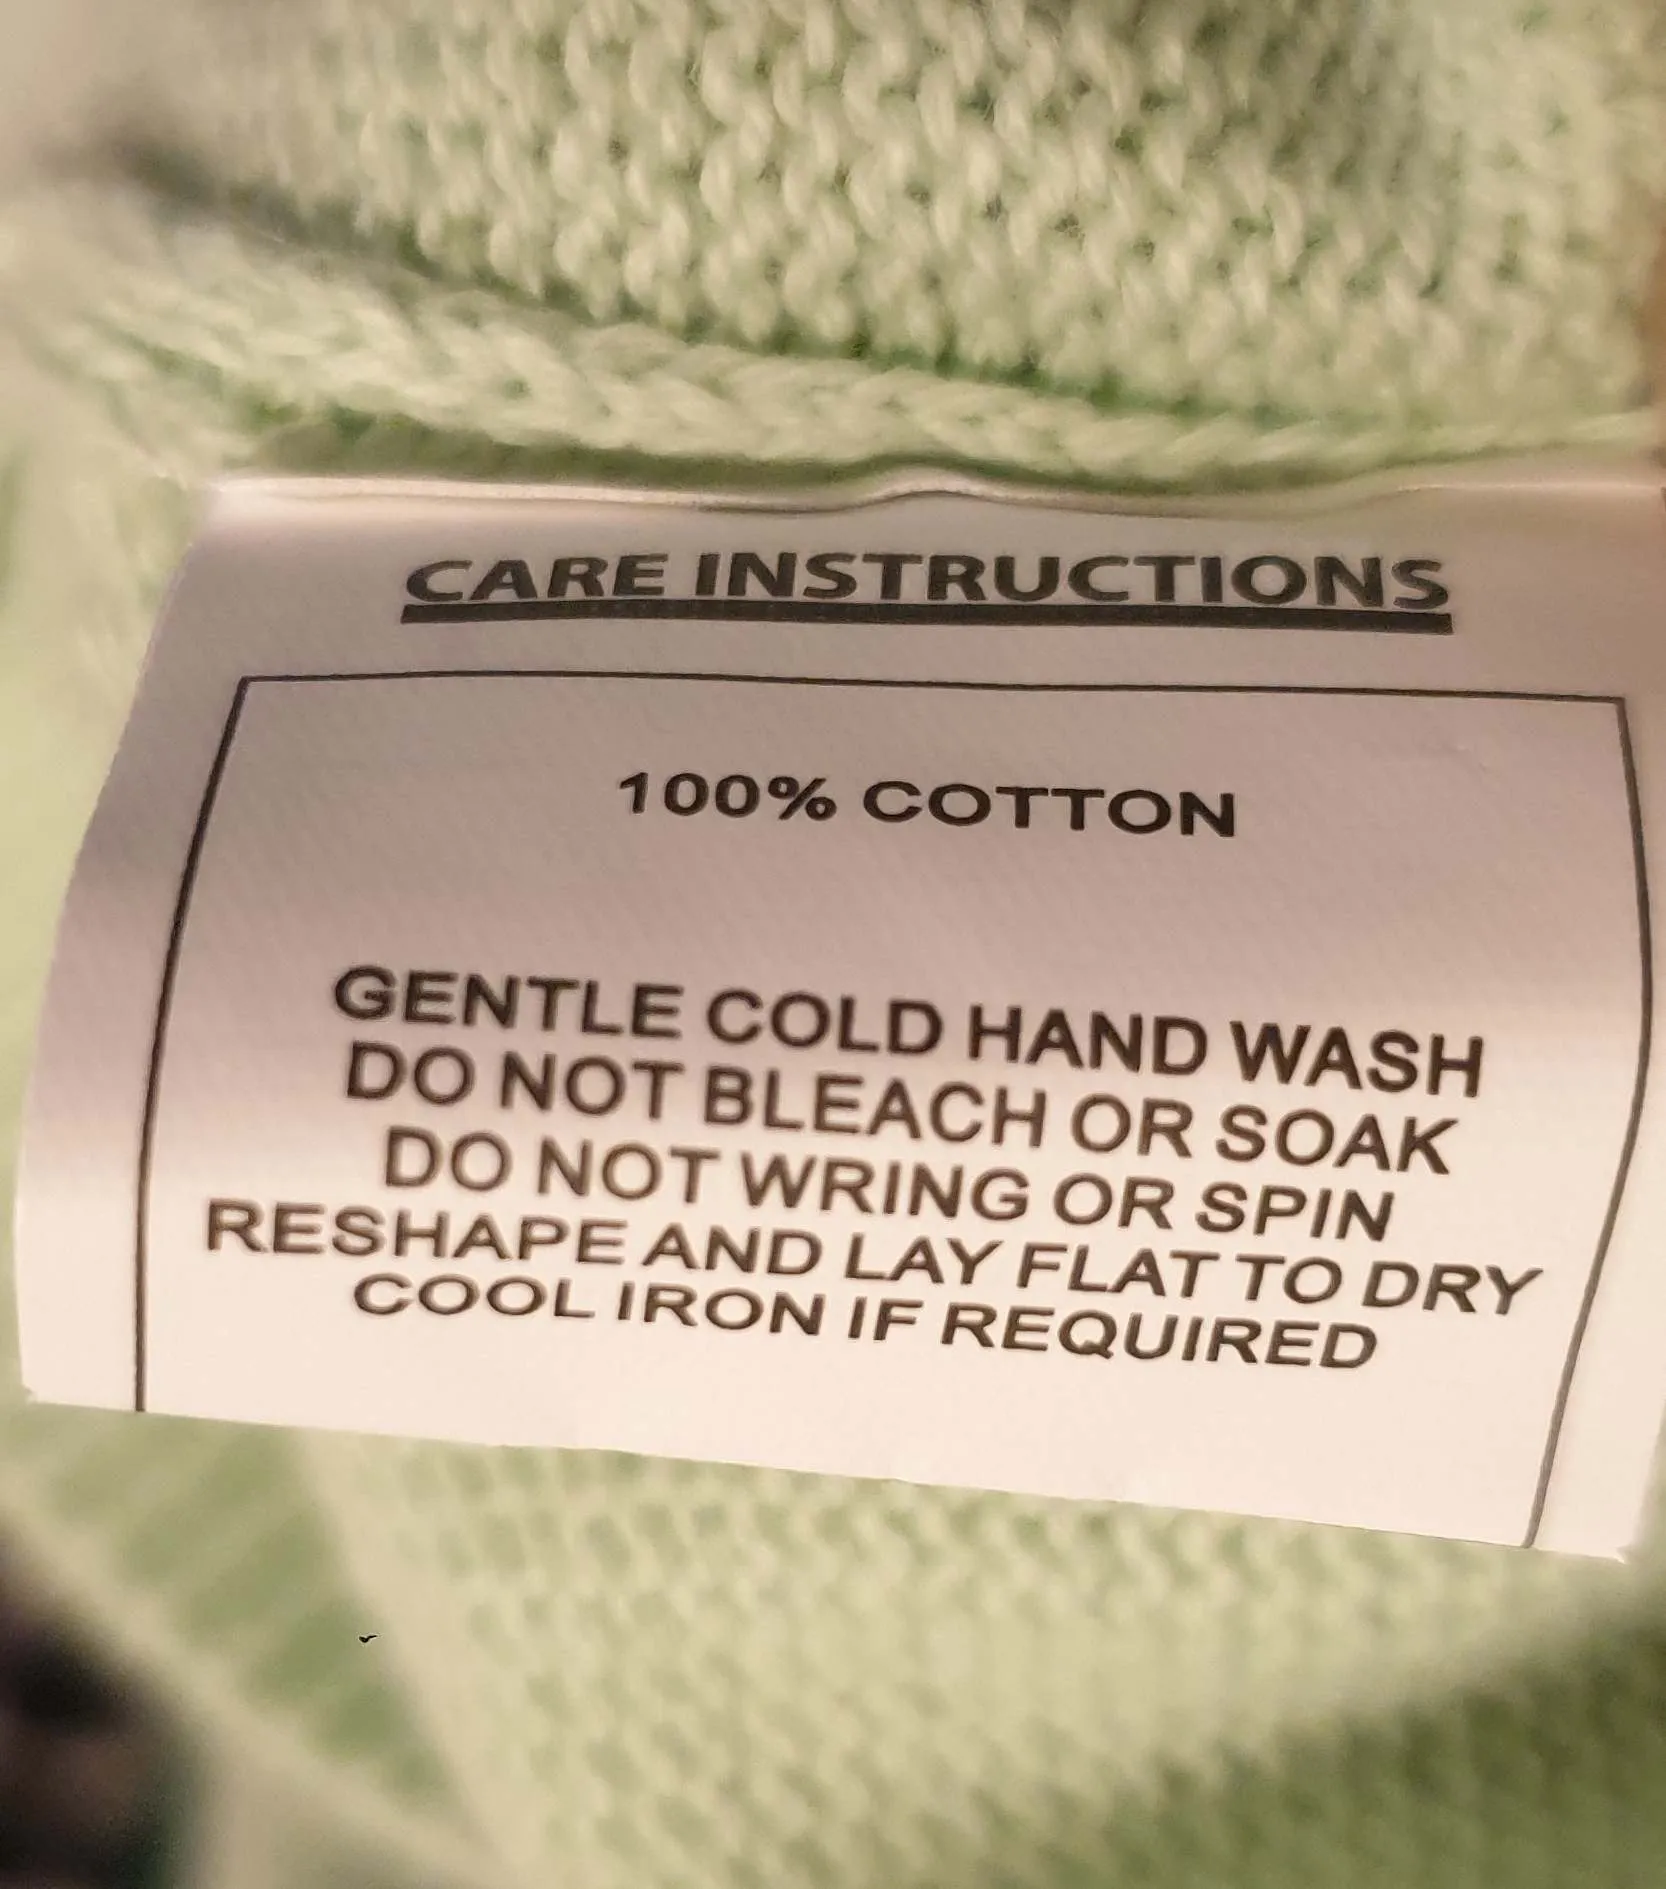 CARE INSTRUCTIONS
100% COTTON
GENTLE COLD HAND WASH
DO NOT BLEACH OR SOAK
DO NOT WRING OR SPIN
RESHAPE AND LAY FLAT TO DRY
COOL IRON IF REQUIRED